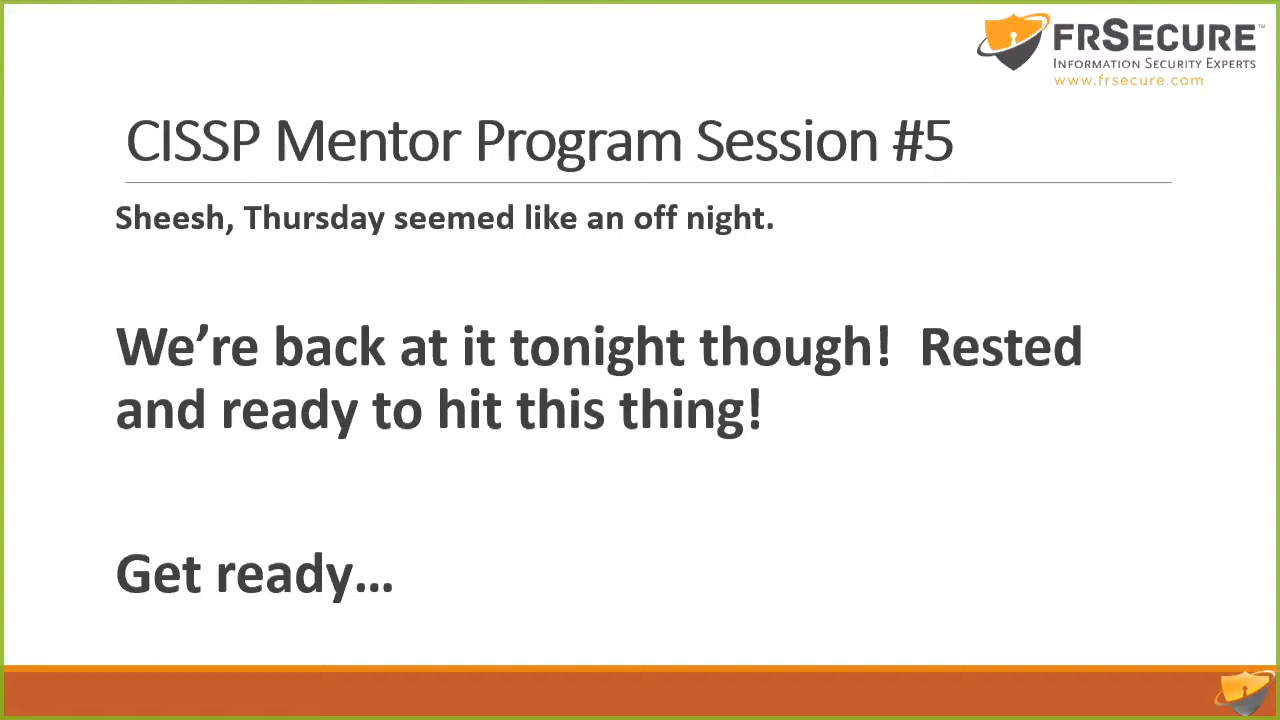 FRSECURE™
INFORMATION SECURITY EXPERTS
www.frsecure.com
CISSP Mentor Program Session #5
Sheesh, Thursday seemed like an off night.
We’re back at it tonight though!  Rested
and ready to hit this thing!
Get ready…